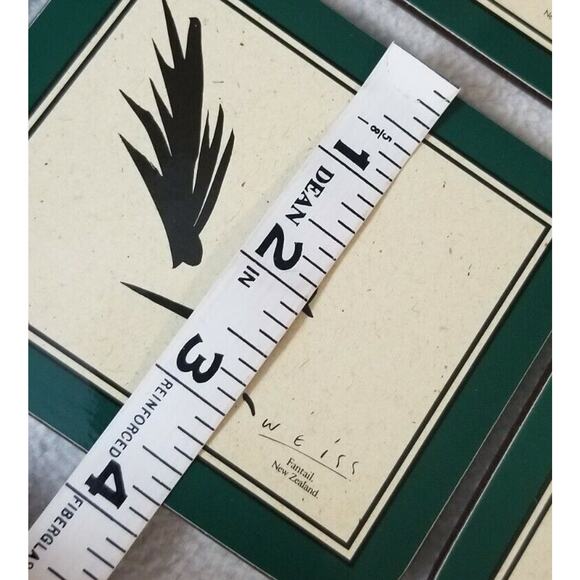 5/8
1
DEAN
2
IN
3
REINFORCED
4
FIBERGLAS
WEISS
Fantail.
New Zealand.